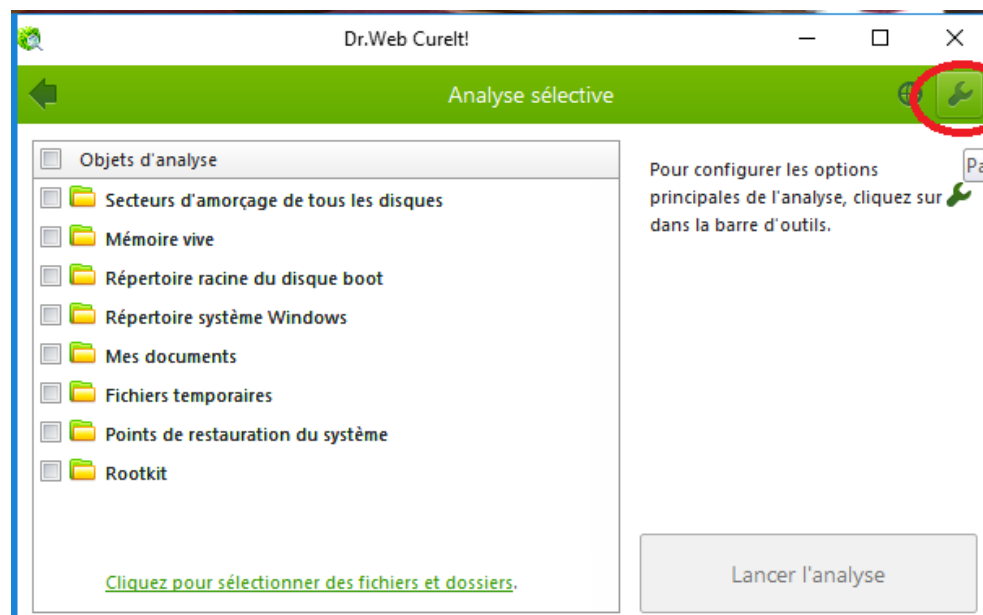 Dr.Web CureIt!
Analyse sélective
Objets d'analyse
Secteurs d'amorçage de tous les disques
Mémoire vive
Répertoire racine du disque boot
Répertoire système Windows
Mes documents
Fichiers temporaires
Points de restauration du système
Rootkit
Cliquez pour sélectionner des fichiers et dossiers.
Pour configurer les options
principales de l'analyse, cliquez sur
dans la barre d'outils.
Pa
Lancer l'analyse